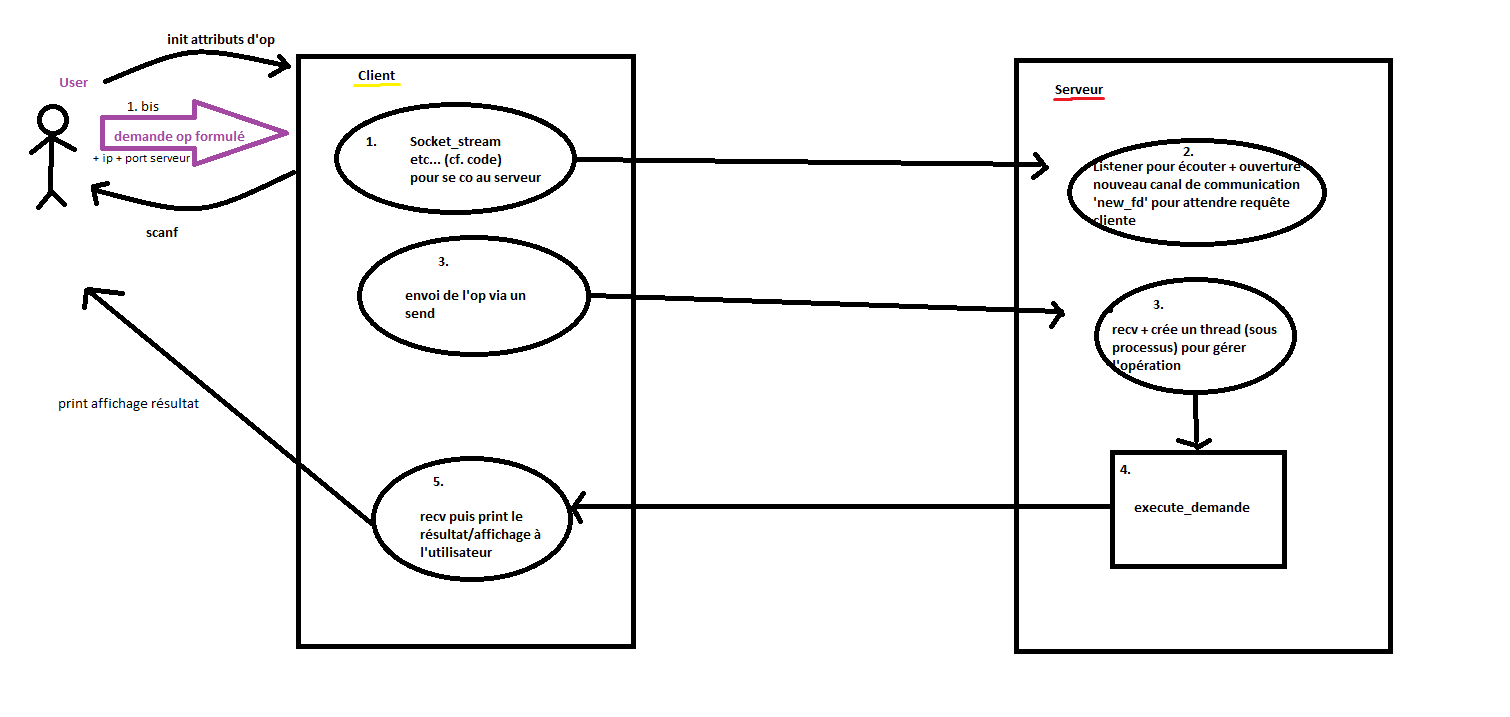 init attributs d'op
User
1. bis
demande op formulé
+ ip + port serveur
scanf
print affichage résultat
Client
1.
Socket_stream
etc... (cf. code)
pour se co au serveur
3.
envoi de l'op via un
send
5.
recv puis print le
résultat/affichage à
l'utilisateur
Serveur
2.
Listener pour écouter + ouverture
nouveau canal de communication
'new_fd' pour attendre requête
cliente
3.
recv + crée un thread (sous
processus) pour gérer
l'opération
4.
execute_demande